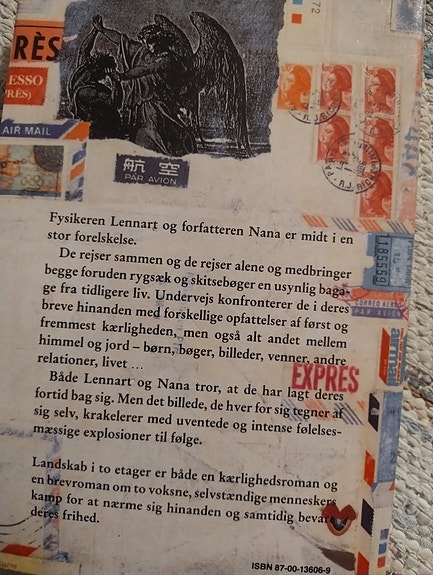 RÈS
ESSO
PRÈS)
AIR MAIL
航空
PAR AVION
72
R.J.
R.J.
185559
CORREO AEREO
PAR AVION
EXPRÈS
Fysikeren Lennart og forfatteren Nana er midt i en
stor forelskelse.
De rejser sammen og de rejser alene og medbringer
begge foruden rygsæk og skitsebøger en usynlig baga-
ge fra tidligere liv. Undervejs konfronterer de i deres
breve hinanden med forskellige opfattelser af først og
fremmest kærligheden, men også alt andet mellem
himmel og jord – børn, bøger, billeder, venner, andre
relationer, livet ...
Både Lennart og Nana tror, at de har lagt deres
fortid bag sig. Men det billede, de hver for sig tegner af
sig selv, krakelerer med uventede og intense følelses-
mæssige explosioner til følge.
Landskab i to etager er både en kærlighedsroman og
en brevroman om to voksne, selvstændige menneskers
kamp for at nærme sig hinanden og samtidig bevare
deres frihed.
ISBN 87-00-13606-9